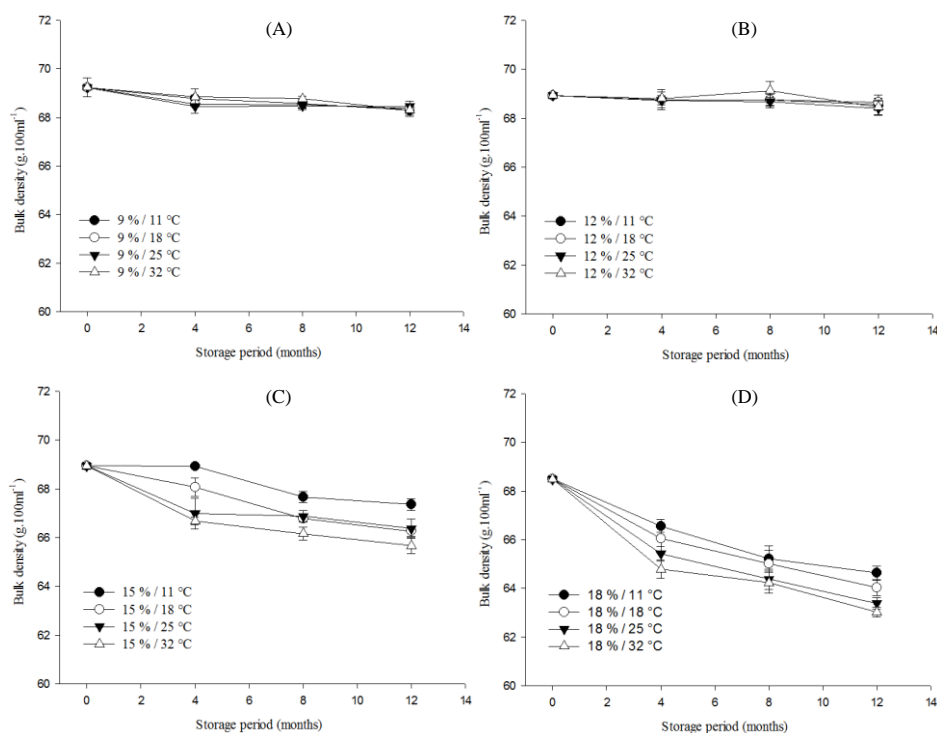 (A)
72
70
68
66
64
62
60
Bulk density (g.100ml⁻¹)
9 % / 11 °C
9 % / 18 °C
9 % / 25 °C
9 % / 32 °C
0 2 4 6 8 10 12 14
Storage period (months)
(B)
72
70
68
66
64
62
60
Bulk density (g.100ml⁻¹)
12 % / 11 °C
12 % / 18 °C
12 % / 25 °C
12 % / 32 °C
0 2 4 6 8 10 12 14
Storage period (months)
(C)
72
70
68
66
64
62
60
Bulk density (g.100ml⁻¹)
15 % / 11 °C
15 % / 18 °C
15 % / 25 °C
15 % / 32 °C
0 2 4 6 8 10 12 14
Storage period (months)
(D)
72
70
68
66
64
62
60
Bulk density (g.100ml⁻¹)
18 % / 11 °C
18 % / 18 °C
18 % / 25 °C
18 % / 32 °C
0 2 4 6 8 10 12 14
Storage period (months)